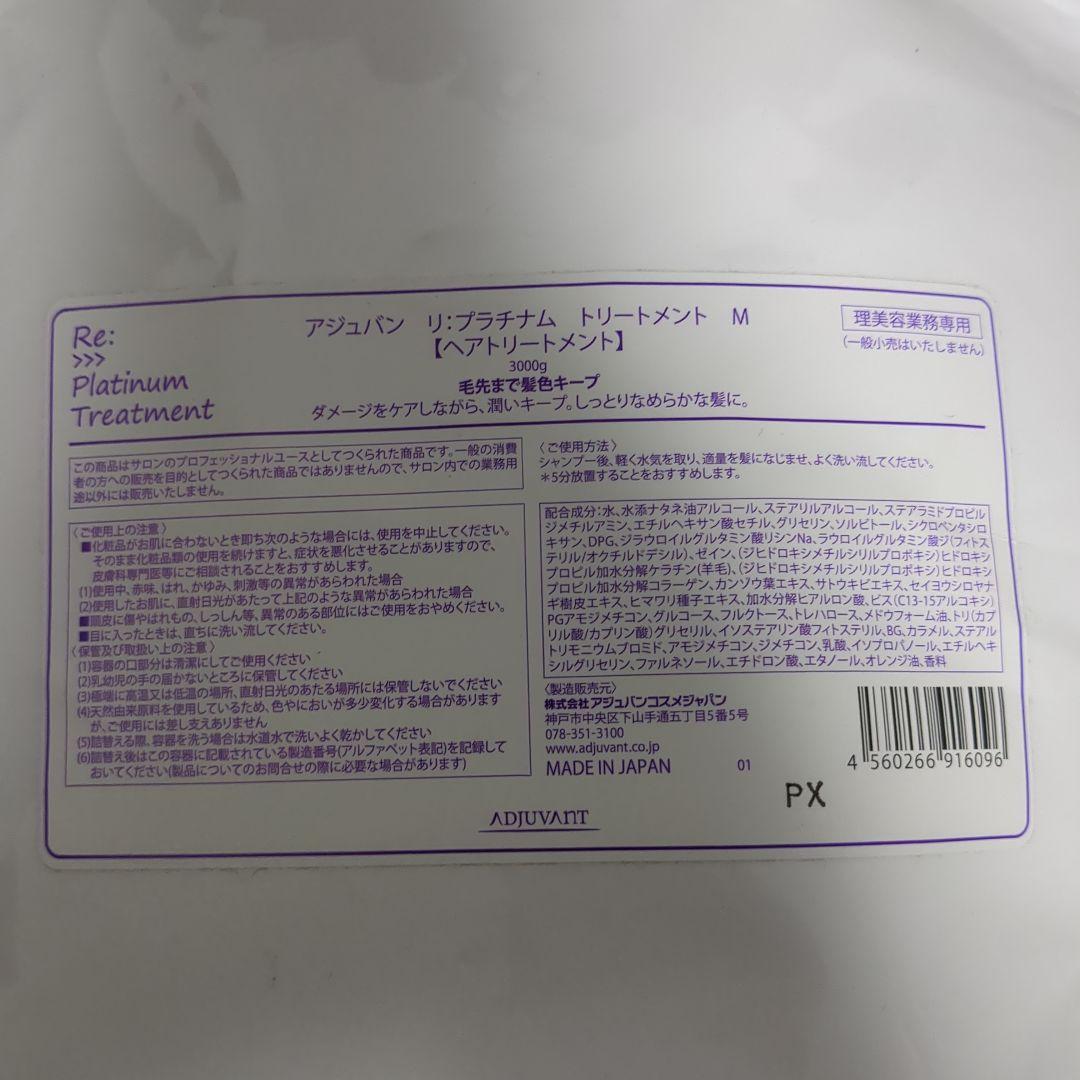 Re:
>>>
Platinum
Treatment
アジュバン リ:プラチナム トリートメント M
【ヘアトリートメント】
3000g
毛先まで髪色キープ
ダメージをケアしながら、潤いキープ。しっとりなめらかな髪に。
理美容業務専用
(一般小売はいたしません)
この商品はサロンのプロフェッショナルユースとしてつくられた商品です。一般の消費
者の方への販売を目的としてつくられた商品ではありませんので、サロン内での業務用
途以外には販売いたしません。
〈ご使用上の注意〉
■化粧品がお肌に合わないとき即ち次のような場合には、使用を中止してください。
そのまま化粧品類の使用を続けますと、症状を悪化させることがありますので、
皮膚科専門医等にご相談されることをおすすめします。
(1)使用中、赤味、はれ、かゆみ、刺激等の異常があらわれた場合
(2)使用したお肌に、直射日光があたって上記のような異常があらわれた場合
■頭皮に傷やはれもの、しっしん等、異常のある部位にはご使用をおやめください。
■目に入ったときは、直ちに洗い流してください。
〈保管及び取扱い上の注意〉
(1)容器の口部分は清潔にしてご使用ください
(2)乳幼児の手の届かないところに保管してください
(3)極端に高温又は低温の場所、直射日光のあたる場所には保管しないでください
(4)天然由来原料を使用しているため、色やにおいが多少変化する場合があります
が、ご使用には差し支えありません
(5)詰替える際、容器を洗う場合は水道水で洗いよく乾かしてください
(6)詰替え後はこの容器に記載されている製造番号(アルファベット表記)を記録して
おいてください(製品についてのお問合せの際に必要な場合があります)
〈ご使用方法〉
シャンプー後、軽く水気を取り、適量を髪になじませ、よく洗い流してください。
*5分放置することをおすすめします。
配合成分:水、水添ナタネ油アルコール、ステアリルアルコール、ステアラミドプロピル
ジメチルアミン、エチルヘキサン酸セチル、グリセリン、ソルビトール、シクロペンタシロ
キサン、DPG、ジラウロイルグルタミン酸リシンNa、ラウロイルグルタミン酸ジ(フィトス
テリル/オクチルドデシル)、ゼイン、(ジヒドロキシメチルシリルプロポキシ)ヒドロキシ
プロピル加水分解ケラチン(羊毛)、(ジヒドロキシメチルシリルプロポキシ)ヒドロキシ
プロピル加水分解コラーゲン、カンゾウ葉エキス、サトウキビエキス、セイヨウシロヤナ
ギ樹皮エキス、ヒマワリ種子エキス、加水分解ヒアルロン酸、ビス(C13-15アルコキシ)
PGアモジメチコン、グルコース、フルクトース、トレハロース、メドウフォーム油、トリ(カプ
リル酸/カプリン酸)グリセリル、イソステアリン酸フィトステリル、BG、カラメル、ステアル
トリモニウムブロミド、アモジメチコン、ジメチコン、乳酸、イソプロパノール、エチルヘキ
シルグリセリン、ファルネソール、エチドロン酸、エタノール、オレンジ油、香料
〈製造販売元〉
株式会社アジュバンコスメジャパン
神戸市中央区下山手通五丁目5番5号
078-351-3100
www.adjuvant.co.jp
MADE IN JAPAN 01
4 560266 916096
PX
ADJUVANT